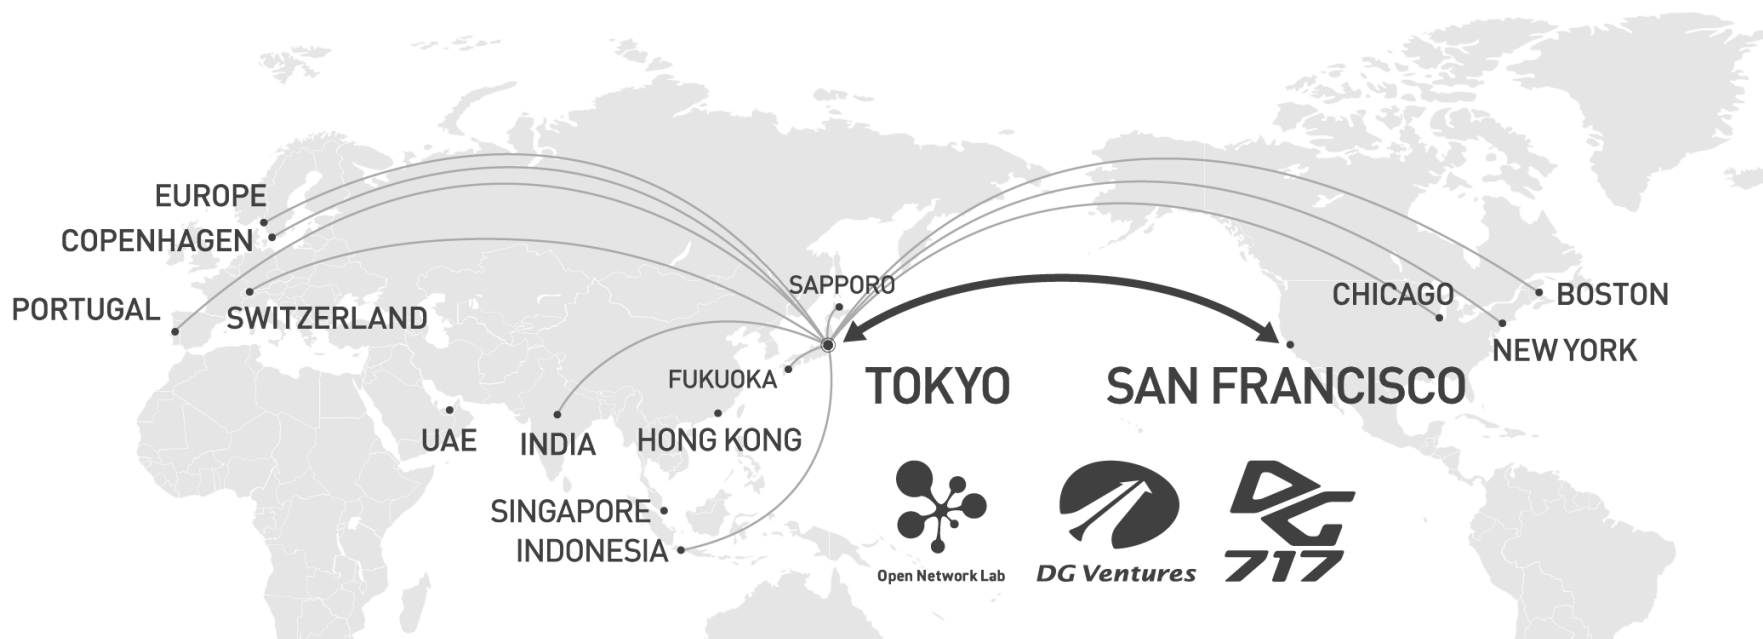 EUROPE
COPENHAGEN
PORTUGAL
SWITZERLAND
SAPPORO
CHICAGO
BOSTON
NEW YORK
FUKUOKA
TOKYO
SAN FRANCISCO
UAE
INDIA
HONG KONG
SINGAPORE
INDONESIA
Open Network Lab
DG Ventures
DG
717